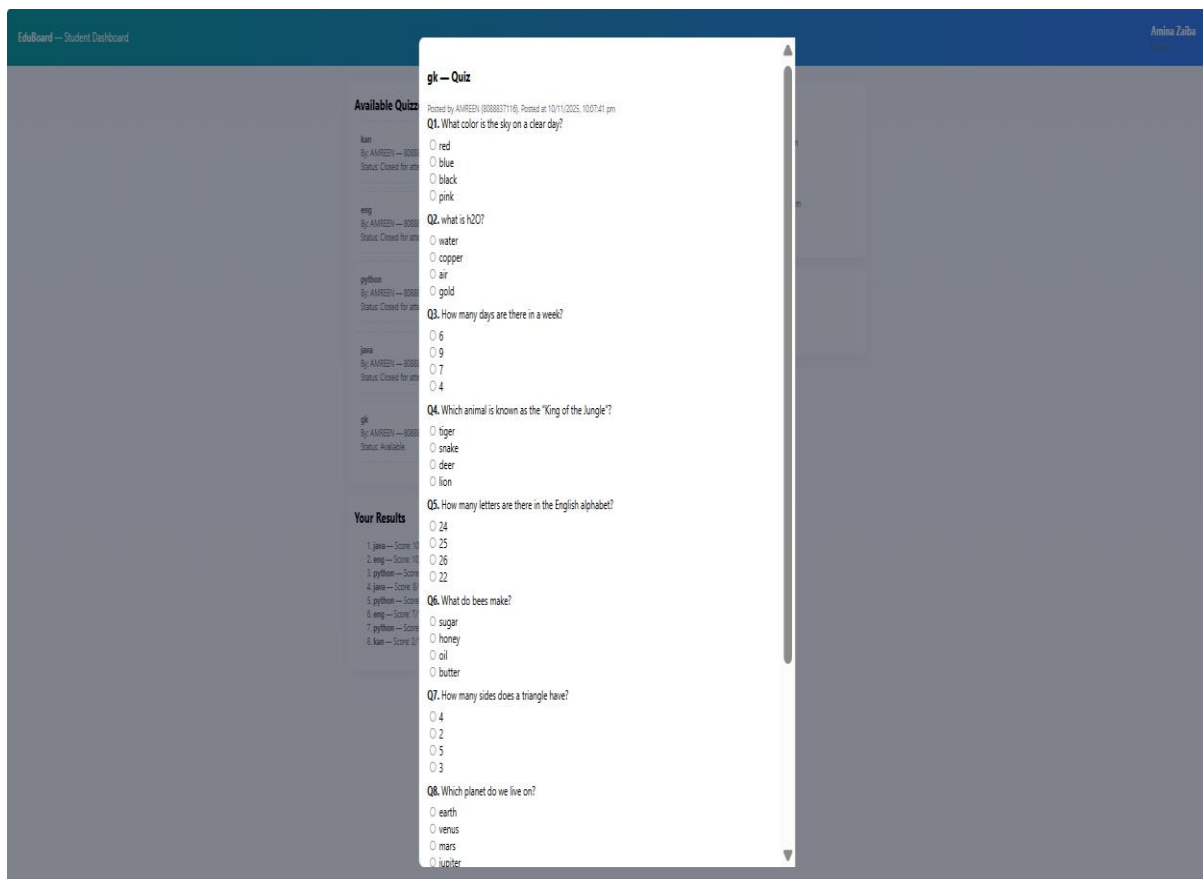 EduBoard — Student Dashboard
Amina Zaiba
Available Quizz
kan
By: AMREEN — 8088
Status: Closed for atte
eng
By: AMREEN — 8088
Status: Closed for atte
python
By: AMREEN — 8088
Status: Closed for atte
java
By: AMREEN — 8088
Status: Closed for atte
gk
By: AMREEN — 8088
Status: Available
Your Results
1. java — Score: 10
2. eng — Score: 10
3. python — Score
4. java — Score: 8/
5. python — Score
6. eng — Score: 7/
7. python — Score
8. kan — Score: 2/
gk — Quiz
Posted by AMREEN (8088837116), Posted at 10/11/2025, 10:07:41 pm
Q1. What color is the sky on a clear day?
red
blue
black
pink
Q2. what is h2O?
water
copper
air
gold
Q3. How many days are there in a week?
6
9
7
4
Q4. Which animal is known as the "King of the Jungle"?
tiger
snake
deer
lion
Q5. How many letters are there in the English alphabet?
24
25
26
22
Q6. What do bees make?
sugar
honey
oil
butter
Q7. How many sides does a triangle have?
4
2
5
3
Q8. Which planet do we live on?
earth
venus
mars
jupiter